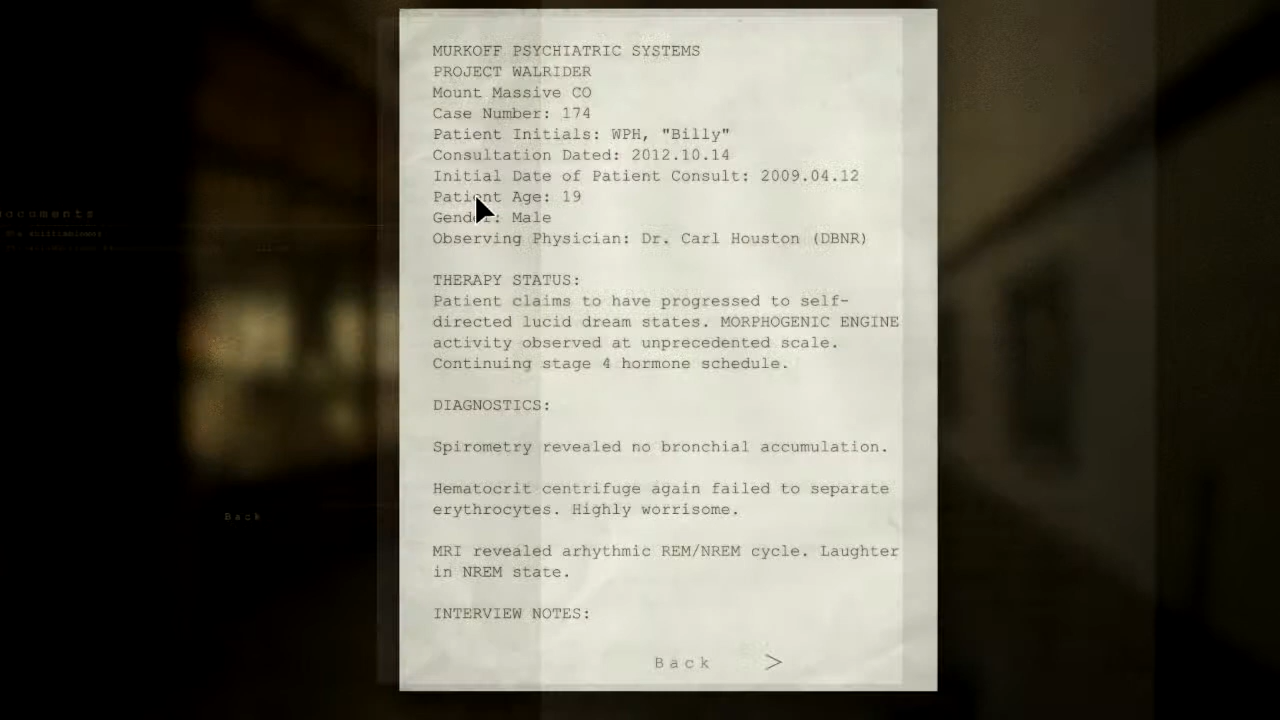 MURKOFF PSYCHIATRIC SYSTEMS
PROJECT WALRIDER
Mount Massive CO
Case Number: 174
Patient Initials: WPH, "Billy"
Consultation Dated: 2012.10.14
Initial Date of Patient Consult: 2009.04.12
Patient Age: 19
Gender: Male
Observing Physician: Dr. Carl Houston (DBNR)
THERAPY STATUS:
Patient claims to have progressed to self-
directed lucid dream states. MORPHOGENIC ENGINE
activity observed at unprecedented scale.
Continuing stage 4 hormone schedule.
DIAGNOSTICS:
Spirometry revealed no bronchial accumulation.
Hematocrit centrifuge again failed to separate
erythrocytes. Highly worrisome.
MRI revealed arhythmic REM/NREM cycle. Laughter
in NREM state.
INTERVIEW NOTES:
Back >
ocuments
Back